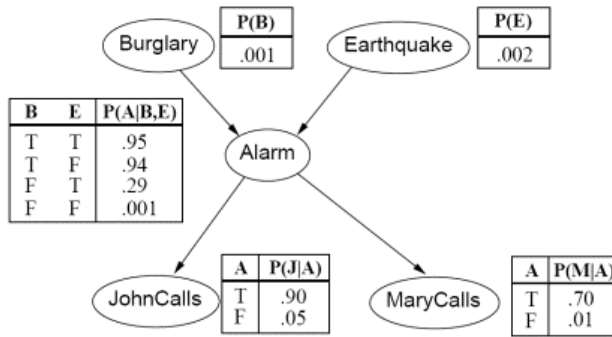 Burglary
P(B)
.001
Earthquake
P(E)
.002
B E P(A|B,E)
T T .95
T F .94
F T .29
F F .001
Alarm
JohnCalls
A P(J|A)
T .90
F .05
MaryCalls
A P(M|A)
T .70
F .01